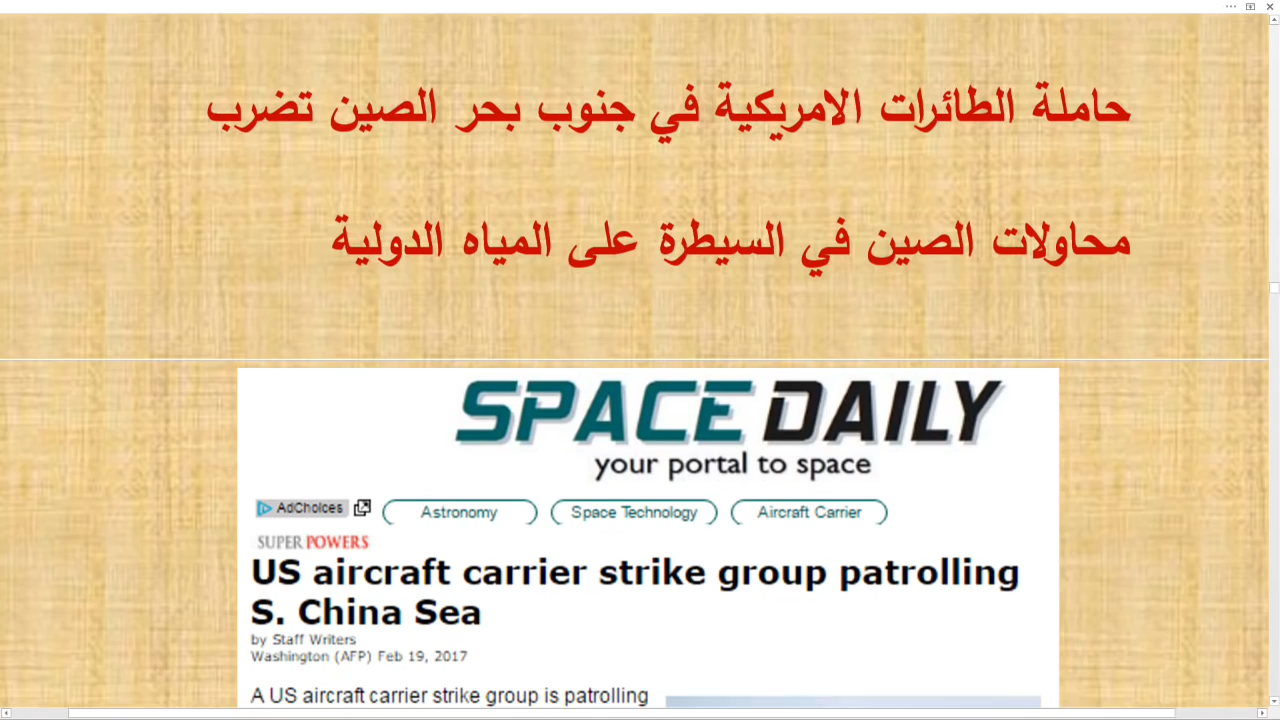 حاملة الطائرات الامريكية في جنوب بحر الصين تضرب
محاولات الصين في السيطرة على المياه الدولية
SPACE DAILY
your portal to space
AdChoices
Astronomy
Space Technology
Aircraft Carrier
SUPER POWERS
US aircraft carrier strike group patrolling
S. China Sea
by Staff Writers
Washington (AFP) Feb 19, 2017
A US aircraft carrier strike group is patrolling